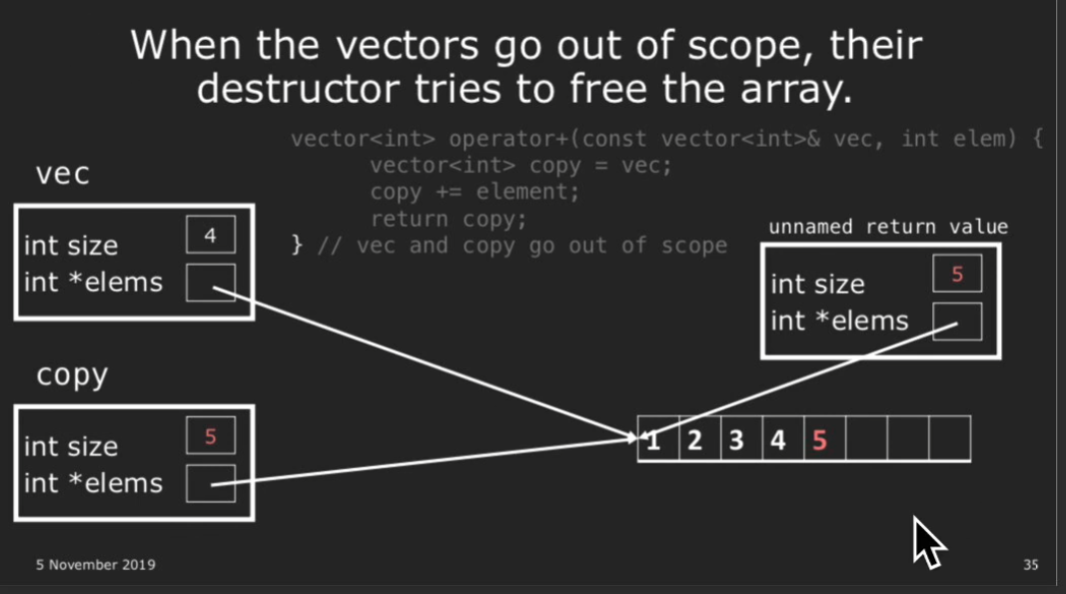 When the vectors go out of scope, their
destructor tries to free the array.
vector<int> operator+(const vector<int>& vec, int elem) {
vector<int> copy = vec;
copy += element;
return copy;
} // vec and copy go out of scope
vec
int size 4
int *elems
unnamed return value
int size 5
int *elems
copy
int size 5
int *elems
1 2 3 4 5
5 November 2019
35